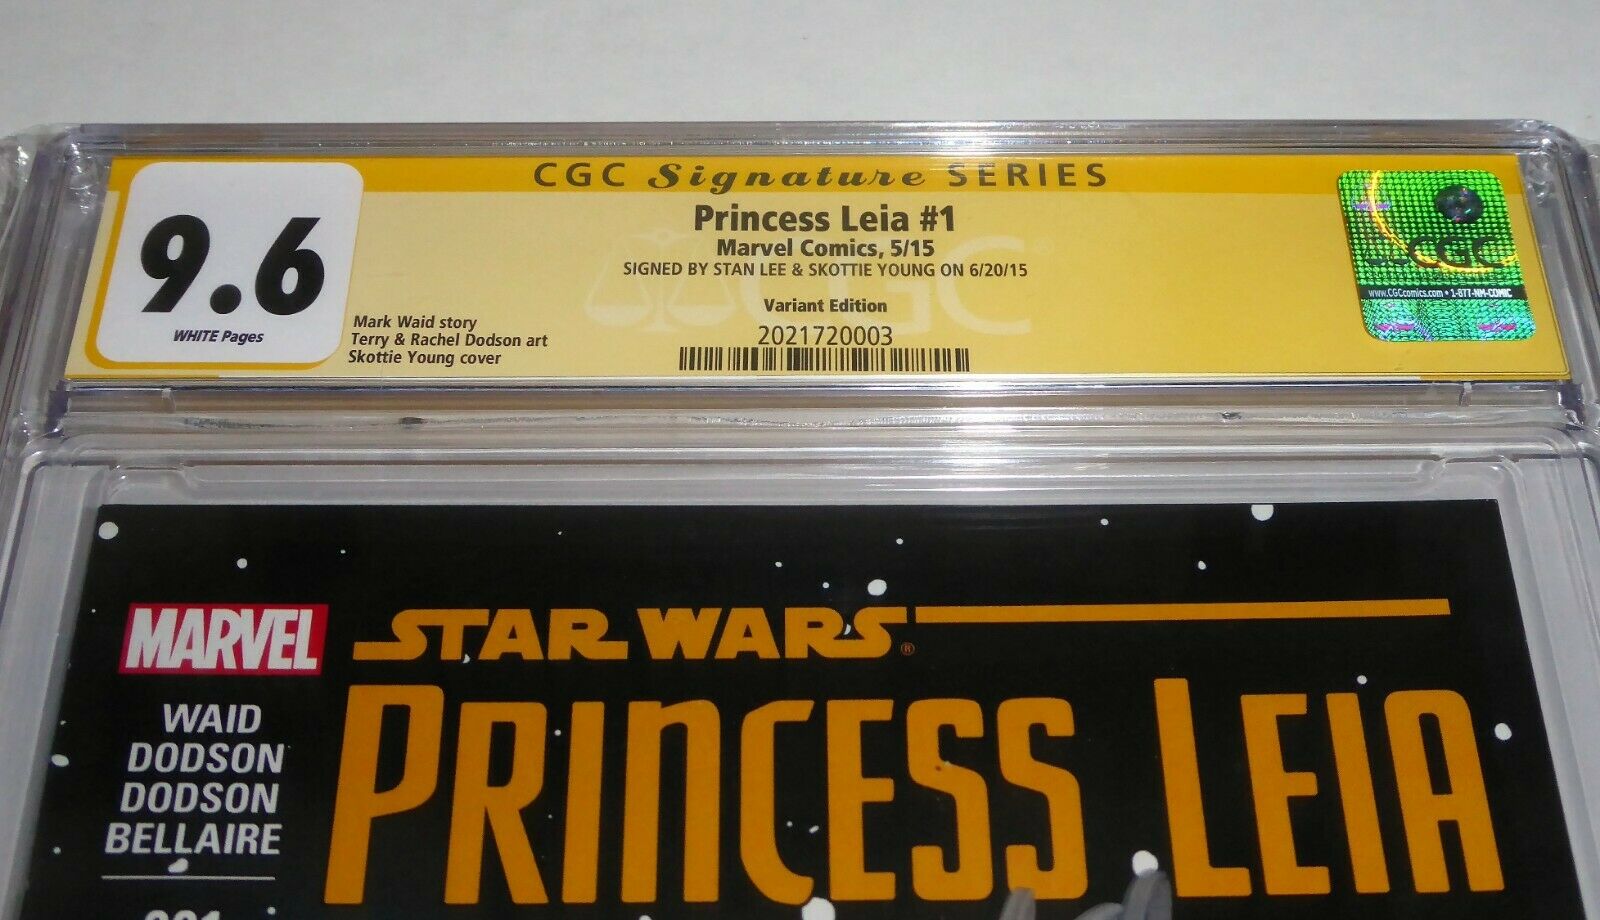 CGC Signature SERIES
9.6
WHITE Pages
Princess Leia #1
Marvel Comics, 5/15
SIGNED BY STAN LEE & SKOTTIE YOUNG ON 6/20/15
Variant Edition
2021720003
Mark Waid story
Terry & Rachel Dodson art
Skottie Young cover
CGC
CGC
www.CGCcomics.com • 1-877-NM-COMIC
MARVEL
STAR WARS®
PRINCESS LEIA
WAID
DODSON
DODSON
BELLAIRE
001